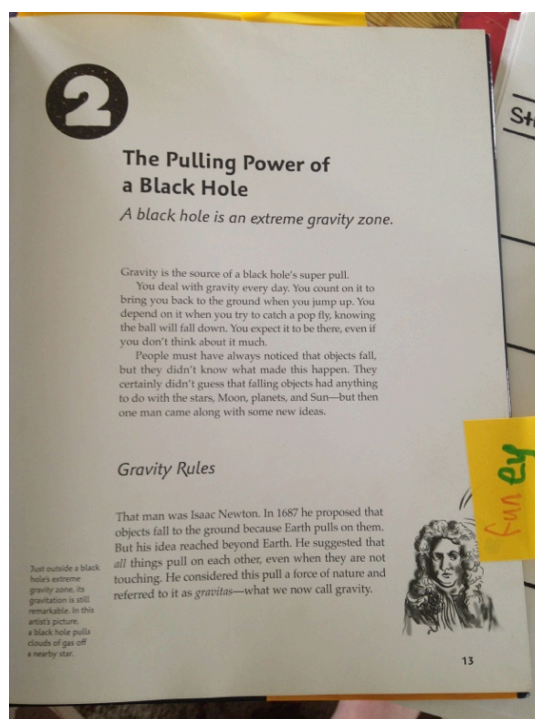 2
The Pulling Power of
a Black Hole
A black hole is an extreme gravity zone.
Gravity is the source of a black hole's super pull.
You deal with gravity every day. You count on it to
bring you back to the ground when you jump up. You
depend on it when you try to catch a pop fly, knowing
the ball will fall down. You expect it to be there, even if
you don't think about it much.
People must have always noticed that objects fall,
but they didn't know what made this happen. They
certainly didn't guess that falling objects had anything
to do with the stars, Moon, planets, and Sun—but then
one man came along with some new ideas.
Gravity Rules
That man was Isaac Newton. In 1687 he proposed that
objects fall to the ground because Earth pulls on them.
But his idea reached beyond Earth. He suggested that
all things pull on each other, even when they are not
touching. He considered this pull a force of nature and
referred to it as gravitas—what we now call gravity.
Just outside a black
hole's extreme
gravity zone, its
gravitation is still
remarkable. In this
artist's picture,
a black hole pulls
clouds of gas off
a nearby star.
13
funey